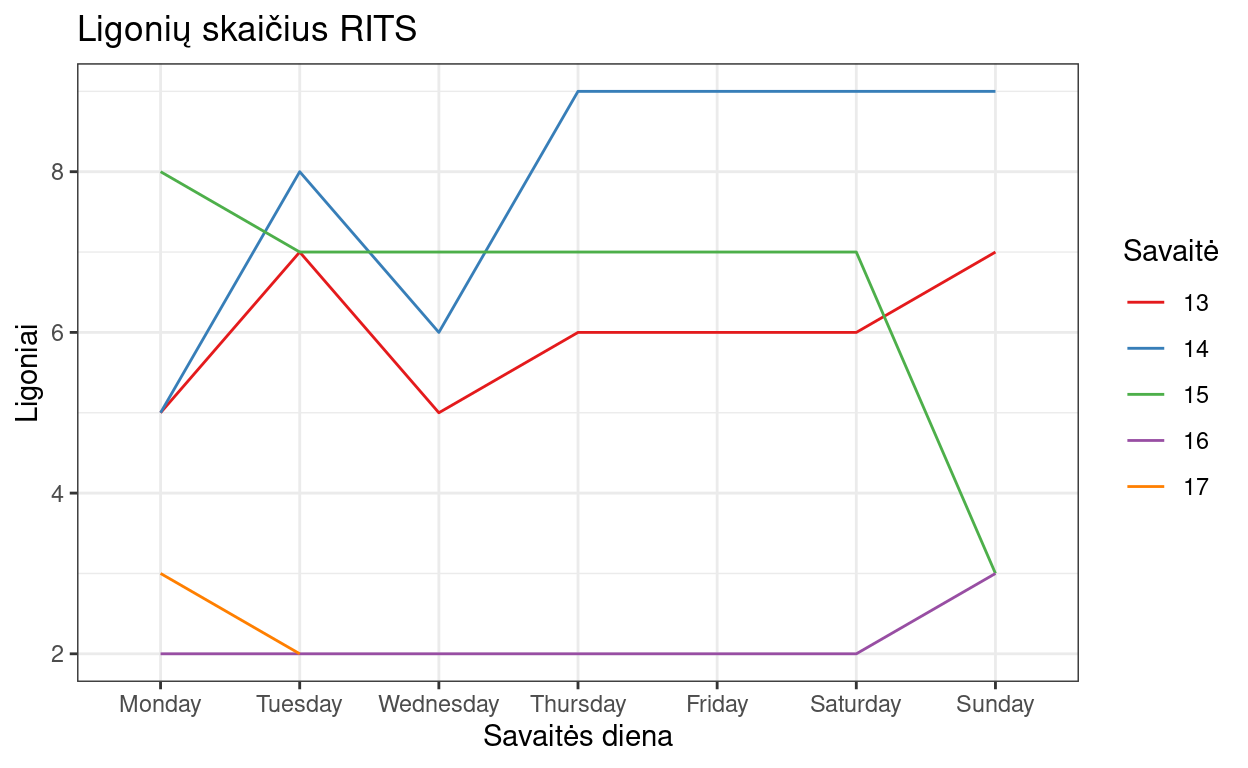 Ligonių skaičius RITS
8
6
4
2
Ligoniai
Monday Tuesday Wednesday Thursday Friday Saturday Sunday
Savaitės diena
Savaitė
13
14
15
16
17